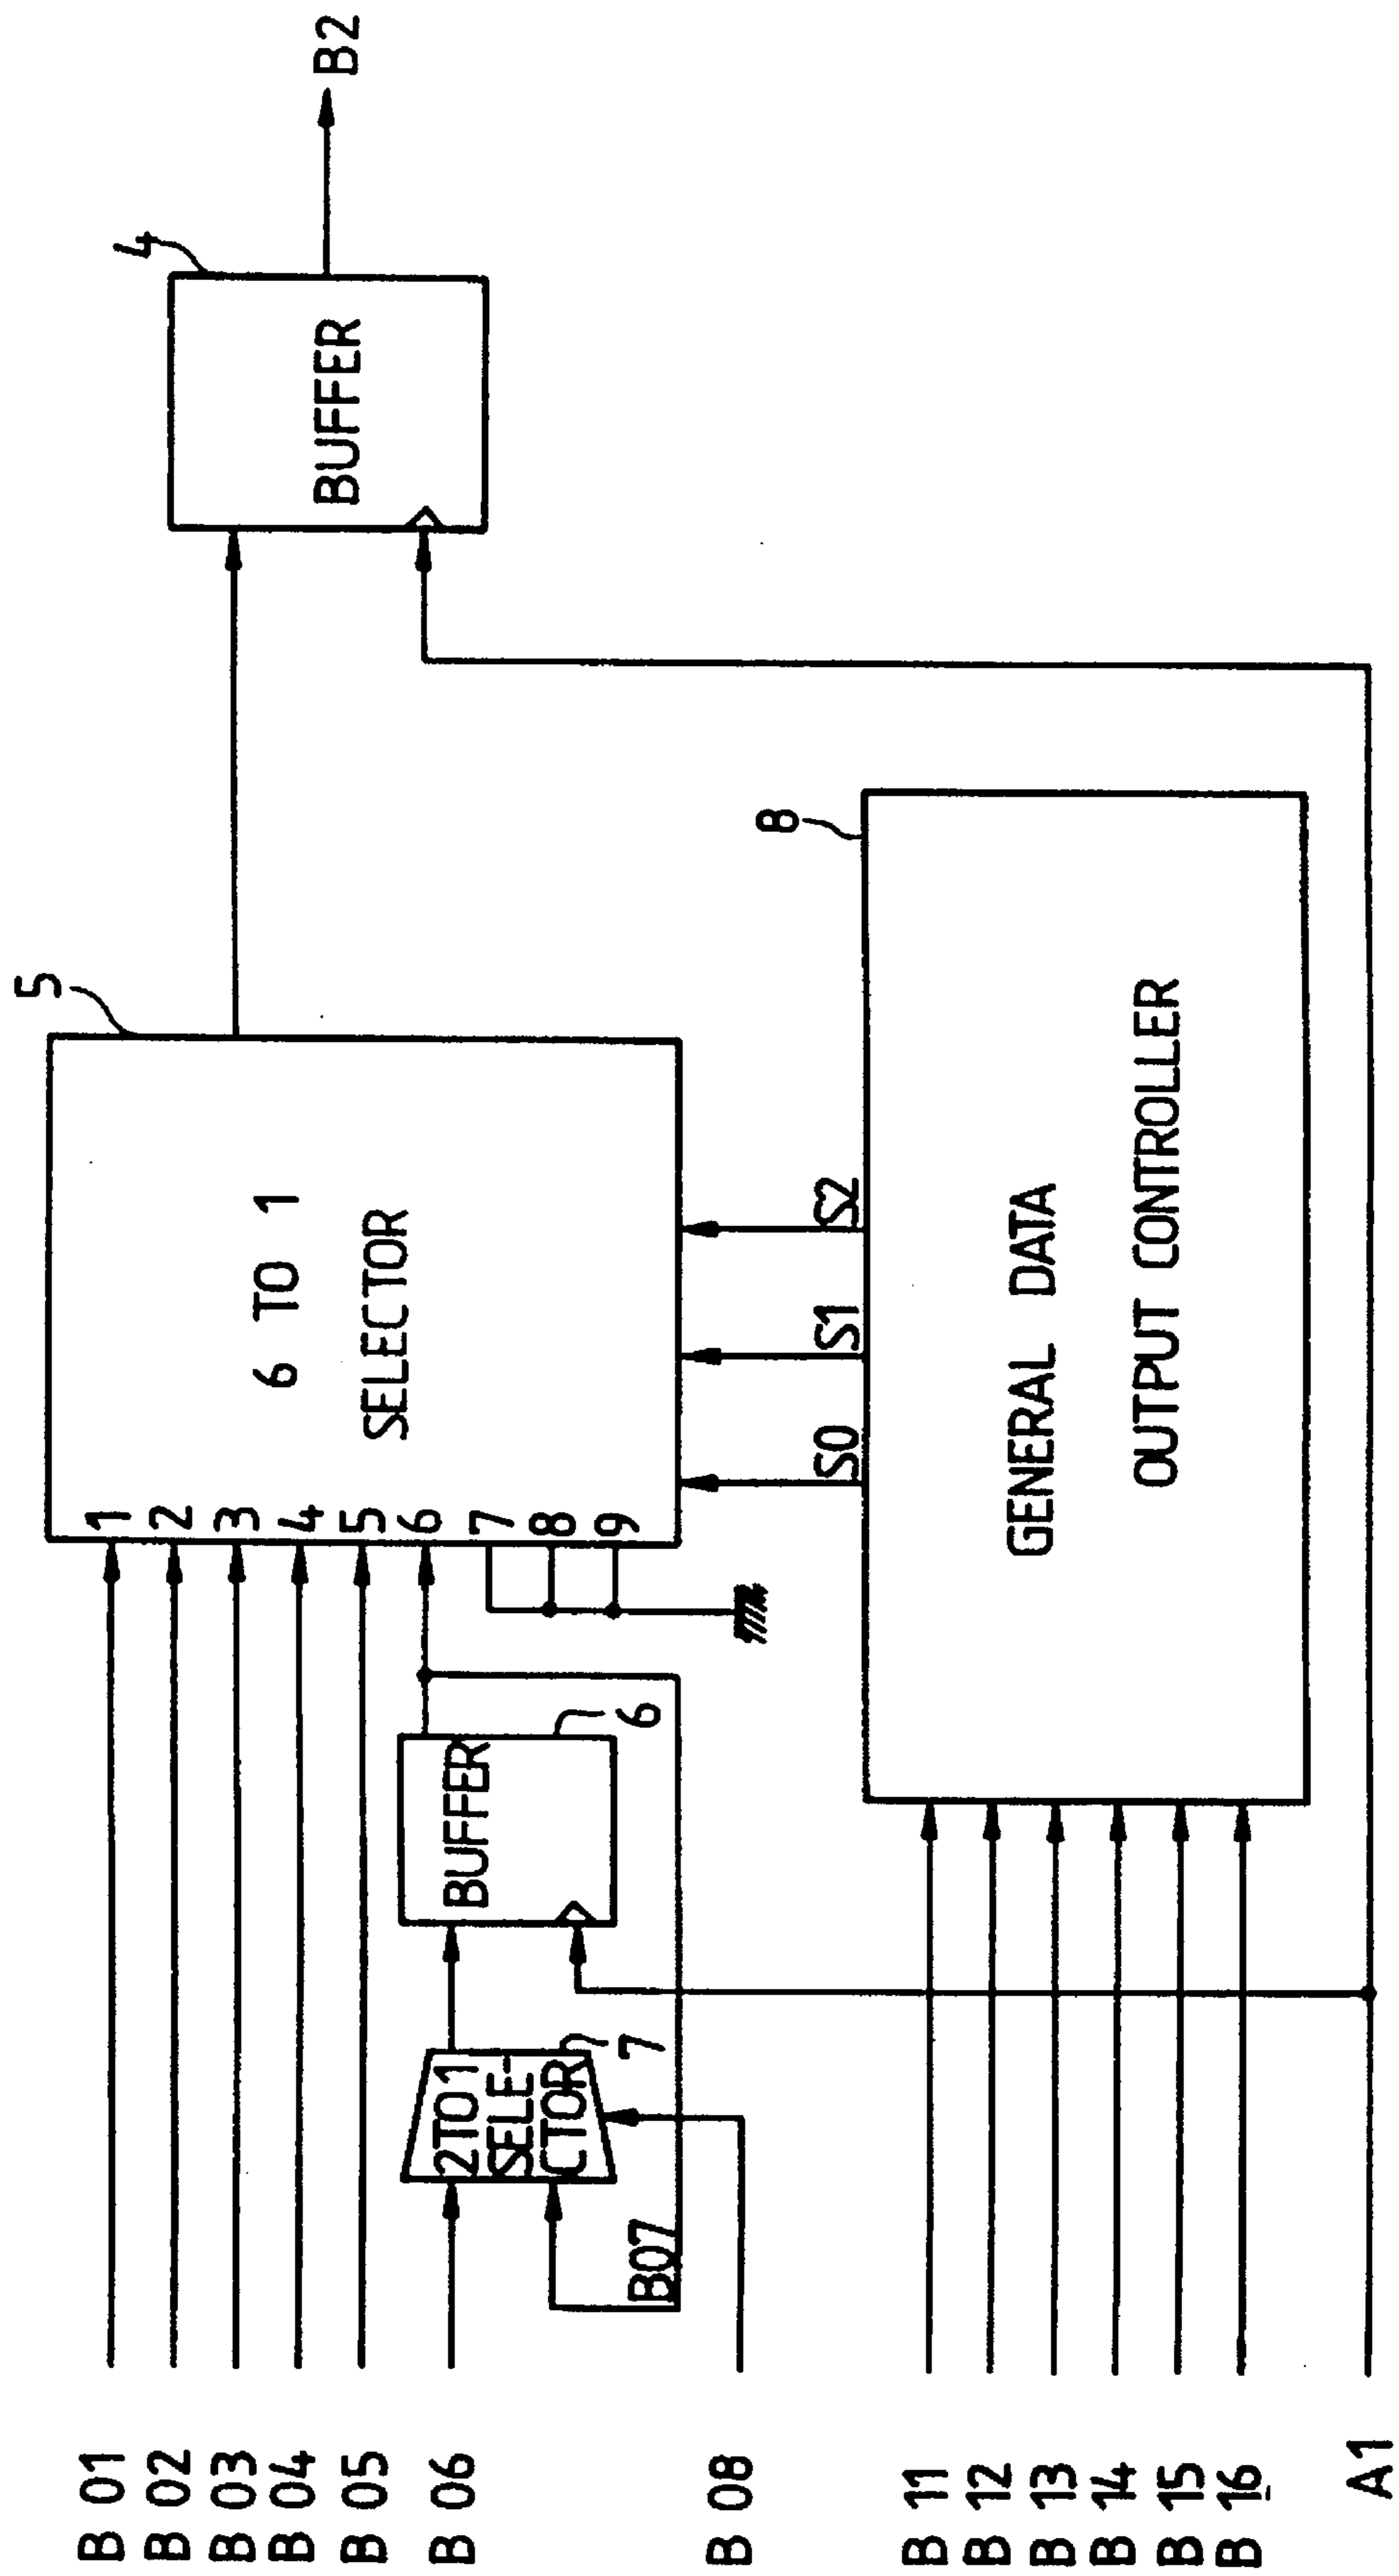 B 01
B 02
B 03
B 04
B 05
B 06
B 08
B 11
B 12
B 13
B 14
B 15
B 16
A1
B07
2TO1
SELE-
CTOR
7
BUFFER
6
1
2
3
4
5
6
7
8
9
6 TO 1
SELECTOR
5
S0
S1
S2
GENERAL DATA
OUTPUT CONTROLLER
8
BUFFER
4
B2